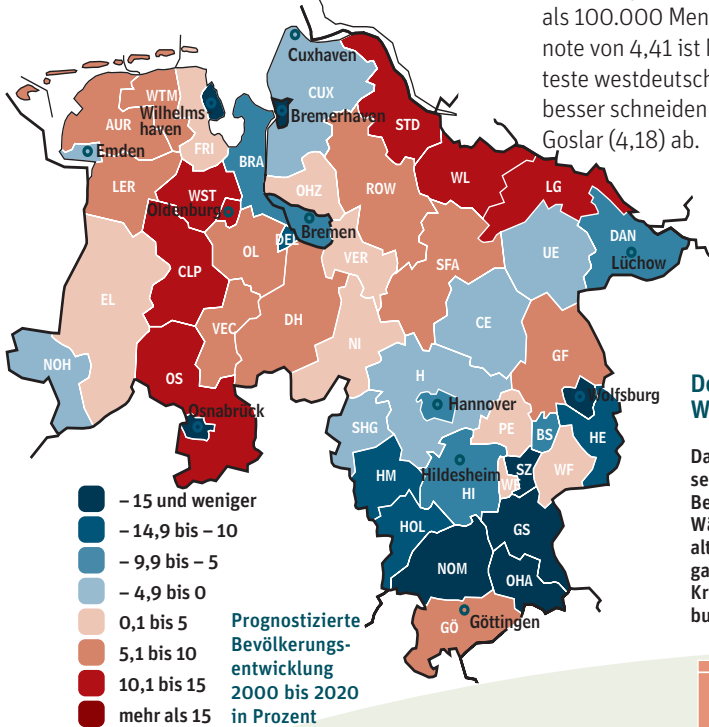 als 100.000 Men
note von 4,41 ist
teste westdeutsch
besser schneiden
Goslar (4,18) ab.
Cuxhaven
CUX
WTM
Wilhelms
haven
Bremerhaven
AUR
STD
FRI
Emden
BRA
LER
WST
OHZ
ROW
WL
LG
Oldenburg
Bremen
DEL
DAN
OL
VER
UE
Lüchow
CLP
SFA
EL
VEC
DH
CE
NI
GF
NOH
OS
H
Osnabrück
Hannover
Wolfsburg
SHG
PE
BS
HE
Hildesheim
HM
SZ
WF
HI
WF
HOL
GS
NOM
OHA
GÖ
Göttingen
– 15 und weniger
– 14,9 bis – 10
– 9,9 bis – 5
– 4,9 bis 0
0,1 bis 5
5,1 bis 10
10,1 bis 15
mehr als 15
Prognostizierte
Bevölkerungs-
entwicklung
2000 bis 2020
in Prozent
De
W
Da
se
Be
Wä
alt
ga
Kr
bu